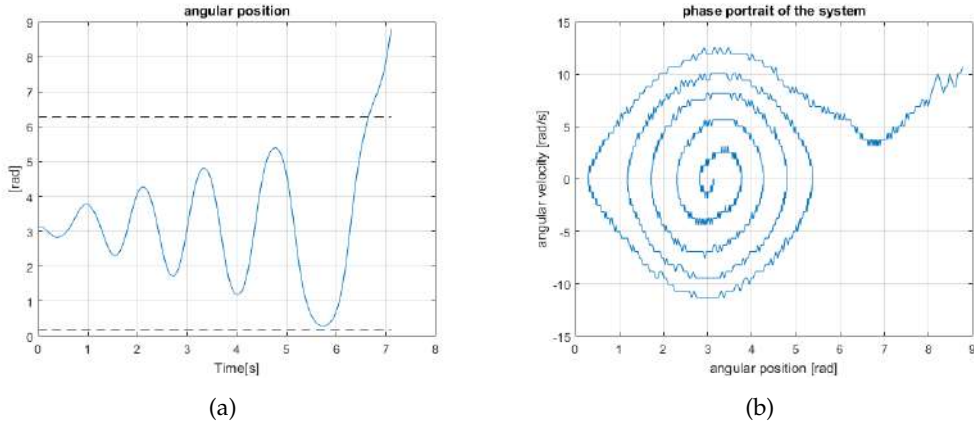 angular position
9
8
7
6
5
4
3
2
1
0
[rad]
0 1 2 3 4 5 6 7 8
Time[s]
(a)
phase portrait of the system
15
10
5
0
-5
-10
-15
angular velocity [rad/s]
0 1 2 3 4 5 6 7 8 9
angular position [rad]
(b)